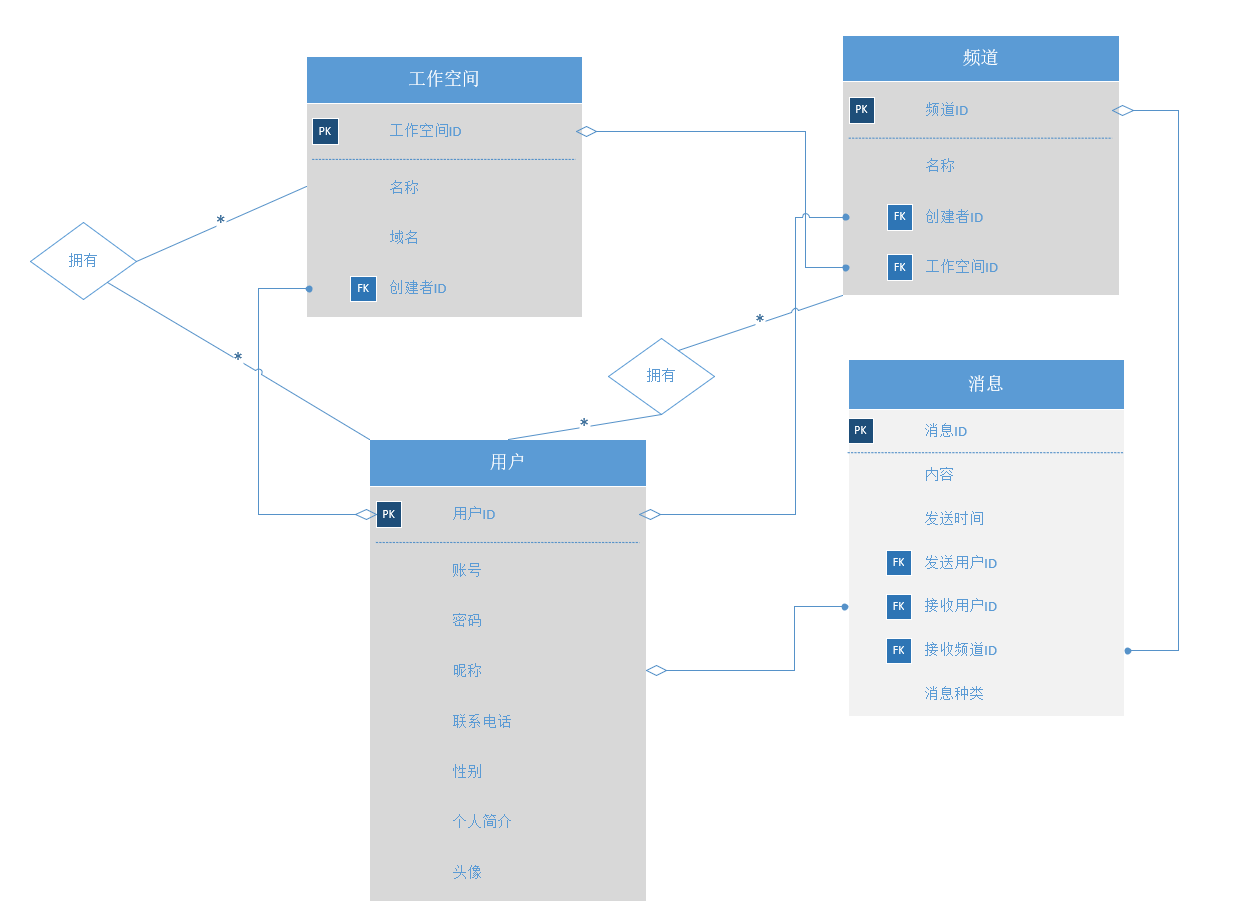 工作空间
PK 工作空间ID
名称
域名
FK 创建者ID
频道
PK 频道ID
名称
FK 创建者ID
FK 工作空间ID
拥有
*
*
拥有
*
*
用户
PK 用户ID
账号
密码
昵称
联系电话
性别
个人简介
头像
消息
PK 消息ID
内容
发送时间
FK 发送用户ID
FK 接收用户ID
FK 接收频道ID
消息种类